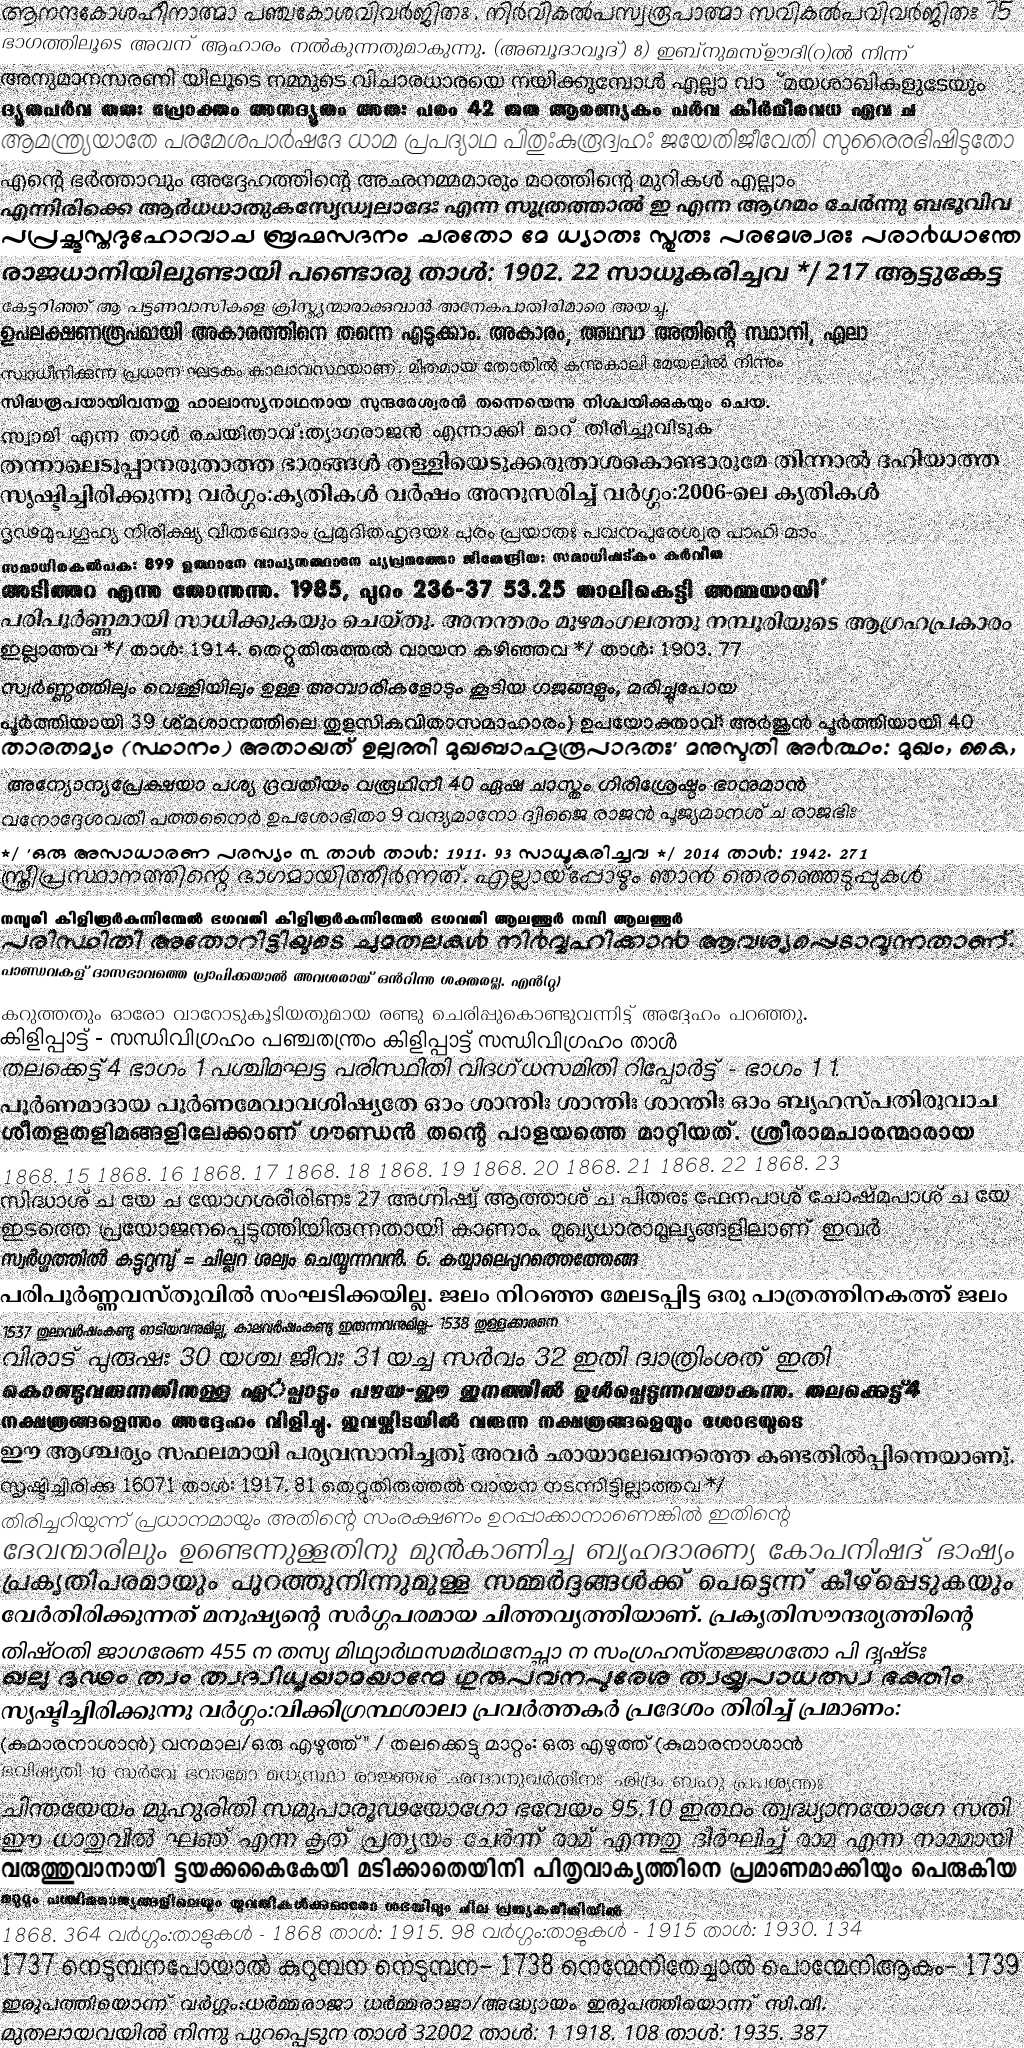 ആനന്ദകോശഹീനാത്മാ പഞ്ചകോശവിവർജിതഃ , നിർവികൽപസ്വരൂപാത്മാ സവികൽപവിവർജിതഃ 75
ഭാഗത്തിലൂടെ അവന് ആഹാരം നൽകുന്നതുമാകുന്നു. (അബൂദാവൂദ്) 8) ഇബ്നുമസ്ഊദി(റ)ൽ നിന്ന്
അനുമാനസരണി യിലൂടെ നമ്മുടെ വിചാരധാരയെ നയിക്കുമ്പോൾ എല്ലാ വാ ്മയശാഖികളുടേയും
ദ്യൂതപർവ തതഃ പ്രോക്തം അനുദ്യൂതം അതഃ പരം 42 തത ആരണ്യകം പർവ കിർമീരവധ ഏവ ച
ആമന്ത്ര്യയാതേ പരമേശപാർഷദേ ധാമ പ്രപദ്യാഥ പിതുഃകുരൂദ്വഹഃ ജയേതിജീവേതി സുരൈരഭിഷിടുതോ
എന്റെ ഭർത്താവും അദ്ദേഹത്തിന്റെ അഛനമ്മമാരും മഠത്തിന്റെ മുറികൾ എല്ലാം
എന്നിരിക്കെ ആർധധാതുകസ്യേഡ്വലാദേഃ എന്ന സൂത്രത്താൽ ഇ എന്ന ആഗമം ചേർന്നു ബഭൂവിവ
പപ്രച്ഛുസ്തദുഹോവാച ബ്രഹ്മസദനം ചരതോ മേ ധ്യാതഃ സ്തുതഃ പരമേശ്വരഃ പരാർധാന്തേ
രാജധാനിയിലുണ്ടായി പണ്ടൊരു താൾ: 1902. 22 സാധൂകരിച്ചവ */ 217 ആട്ടുകേട്ട
കേട്ടറിഞ്ഞ് ആ പട്ടണവാസികളെ ക്രിസ്ത്യന്മാരാക്കുവാൻ അനേകപാതിരിമാരെ അയച്ചു.
ഉപലക്ഷണരൂപമായി അകാരത്തിനെ തന്നെ എടുക്കാം. അകാരം, അഥവാ അതിന്റെ സ്ഥാനി, ഏലാ
സ്വാധീനിക്കുന്ന പ്രധാന ഘടകം കാലാവസ്ഥയാണ്. മിതമായ തോതിൽ കന്നുകാലി മേയലിൽ നിന്നും
സിദ്ധരൂപയായിവന്നതു ഹാലാസ്യനാഥനായ സുന്ദരേശ്വരൻ തന്നെയെന്നു നിശ്ചയിക്കുകയും ചെയ.
സ്വാമി എന്ന താൾ രചയിതാവ്:ത്യാഗരാജൻ എന്നാക്കി മാറ് തിരിച്ചുവിടുക
തന്നാലെടുപ്പാനരുതാത്ത ഭാരങ്ങൾ തള്ളിയെടുക്കരുതാശകൊണ്ടാരുമേ തിന്നാൽ ദഹിയാത്ത
സൃഷ്ടിച്ചിരിക്കുന്നു വർഗ്ഗം:കൃതികൾ വർഷം അനുസരിച്ച് വർഗ്ഗം:2006-ലെ കൃതികൾ
ദൃഢമുപഗൂഹ്യ നിരീക്ഷ്യ വീതഖേദാം പ്രമുദിതഹൃദയഃ പുരം പ്രയാതഃ പവനപുരേശ്വര പാഹി മാം
സമാധിരകൽപകഃ 899 ഉത്ഥാനേ വാപ്യനുത്ഥാനേ പ്യപ്രമത്തോ ജിതേന്ദ്രിയഃ സമാധിഷട്കം കുർവീത
അടിത്തറ എന്നു തോന്നുന്നു. 1985, പുറം 236-37 53.25 താലികെട്ടി അമ്മയായി'
പരിപൂർണ്ണമായി സാധിക്കുകയും ചെയ്തു. അനന്തരം മുഴമംഗലത്തു നമ്പൂരിയുടെ ആഗ്രഹപ്രകാരം
ഇല്ലാത്തവ */ താൾ: 1914. തെറ്റുതിരുത്തൽ വായന കഴിഞ്ഞവ */ താൾ: 1903. 77
സ്വർണ്ണത്തിലും വെള്ളിയിലും ഉള്ള അമ്പാരികളോടും കൂടിയ ഗജങ്ങളും, മരിച്ചുപോയ
പൂർത്തിയായി 39 ശ്മശാനത്തിലെ തുളസി(കവിതാസമാഹാരം) ഉപയോക്താവ്: അർജുൻ പൂർത്തിയായി 40
താരതമ്യം (സ്ഥാനം) അതായത് ഉല്പത്തി മുഖബാഹുരൂപാദതഃ' മനുസ്മൃതി അർത്ഥം: മുഖം, കൈ,
അന്യോന്യപ്രേക്ഷയാ പശ്യ ദ്രവതീയം വരൂഥിനീ 40 ഏഷ ചാസ്തം ഗിരിശ്രേഷ്ഠം ഭാനുമാൻ
വനോദ്ദേശവതീ പത്തനൈർ ഉപശോഭിതാ 9 വന്ദ്യമാനോ ദ്വിജൈ രാജൻ പൂജ്യമാനശ് ച രാജഭിഃ
*/ 'ഒരു അസാധാരണ പരസ്യം ൩ താൾ താൾ: 1911. 93 സാധൂകരിച്ചവ */ 2014 താൾ: 1942. 271
സ്ത്രീപ്രസ്ഥാനത്തിന്റെ ഭാഗമായിത്തീർന്നത്. എല്ലായ്പ്പോഴും ഞാൻ തെരഞ്ഞെടുപ്പുകൾ
നമ്പൂതി കിളിരൂർകുന്നിന്മേൽ ഭഗവതി കിളിരൂർകുന്നിന്മേൽ ഭഗവതി ആലത്തൂർ നമ്പി ആലത്തൂർ
പരിസ്ഥിതി അതോറിട്ടിയുടെ ചുമതലകൾ നിർവ്വഹിക്കാൻ ആവശ്യപ്പെടാവുന്നതാണ്.
പാണ്ഡവകള് ദാസഭാവത്തെ പ്രാപിക്കയാൽ അവശരായ് ഒൻറിന്നു ശക്തരല്ല. എൻ(റ്റ)
കറുത്തതും ഓരോ വാറോടുകൂടിയതുമായ രണ്ടു ചെരിപ്പുകൊണ്ടുവന്നിട്ട് അദ്ദേഹം പറഞ്ഞു.
കിളിപ്പാട്ട് - സന്ധിവിഗ്രഹം പഞ്ചതന്ത്രം കിളിപ്പാട്ട് സന്ധിവിഗ്രഹം താൾ
തലക്കെട്ട് 4 ഭാഗം 1 പശ്ചിമഘട്ട പരിസ്ഥിതി വിദഗ്ധസമിതി റിപ്പോർട്ട് - ഭാഗം 1 1.
പൂർണമാദായ പൂർണമേവാവശിഷ്യതേ ഓം ശാന്തിഃ ശാന്തിഃ ശാന്തിഃ ഓം ബൃഹസ്പതിരുവാച
ശീതളതളിമങ്ങളിലേക്കാണ് ഗൗണ്ഡൻ തന്റെ പാളയത്തെ മാറ്റിയത്. ശ്രീരാമചാരന്മാരായ
1868. 15 1868. 16 1868. 17 1868. 18 1868. 19 1868. 20 1868. 21 1868. 22 1868. 23
സിദ്ധാശ് ച യേ ച യോഗശരീരിണഃ 27 അഗ്നിഷ്വ് ആത്താശ് ച പിതരഃ ഫേനപാശ് ചോഷ്മപാശ് ച യേ
ഇടത്തെ പ്രയോജനപ്പെടുത്തിയിരുന്നതായി കാണാം. മുഖ്യധാരാമൂല്യങ്ങളിലാണ് ഇവർ
സ്വർഗ്ഗത്തിൽ കട്ടുറുമ്പ് = ചില്ലറ ശല്യം ചെയ്യുന്നവൻ. 6. കയ്യാലെപ്പുറത്തെത്തേങ്ങ
പരിപൂർണ്ണവസ്തുവിൽ സംഘടിക്കയില്ല. ജലം നിറഞ്ഞ മേലടപ്പിട്ട ഒരു പാത്രത്തിനകത്ത് ജലം
1537 തുലാവർഷംകണ്ടു ഓടിയവനുമില്ല, കാലവർഷംകണ്ടു ഇരുന്നവനുമില്ല- 1538 തുള്ളക്കാരനെ
വിരാട് പുരുഷഃ 30 യശ്ച ജീവഃ 31 യച്ച സർവം 32 ഇതി ദ്വാത്രിംശത് ഇതി
കൊണ്ടുവരുന്നതിനുള്ള ഏർപ്പാടും പഴയ-ഈ ഇനത്തിൽ ഉൾപ്പെടുന്നവയാകുന്നു. തലക്കെട്ട്4
നക്ഷത്രങ്ങളെന്നും അദ്ദേഹം വിളിച്ചു. ഇവയ്ക്കിടയിൽ വരുന്ന നക്ഷത്രങ്ങളെയും ശോഭയുടെ
ഈ ആശ്ചര്യം സഫലമായി പര്യവസാനിച്ചതു് അവർ ഛായാലേഖനത്തെ കണ്ടതിൽപ്പിന്നെയാണു്.
സൃഷ്ടിച്ചിരിക്കു 16071 താൾ: 1917. 81 തെറ്റുതിരുത്തൽ വായന നടന്നിട്ടില്ലാത്തവ */
തിരിച്ചറിയുന്ന് പ്രധാനമായും അതിന്റെ സംരക്ഷണം ഉറപ്പാക്കാനാണെങ്കിൽ ഇതിന്റെ
ദേവന്മാരിലും ഉണ്ടെന്നുള്ളതിനു മുൻകാണിച്ച ബൃഹദാരണ്യ കോപനിഷദ് ഭാഷ്യം
പ്രകൃതിപരമായും പുറത്തുനിന്നുമുള്ള സമ്മർദ്ദങ്ങൾക്ക് പെട്ടെന്ന് കീഴ്പ്പെടുകയും
വേർതിരിക്കുന്നത് മനുഷ്യന്റെ സർഗ്ഗപരമായ ചിത്തവൃത്തിയാണ്. പ്രകൃതിസൗന്ദര്യത്തിന്റെ
തിഷ്ഠതി ജാഗരേണ 455 ന തസ്യ മിഥ്യാർഥസമർഥനേച്ഛാ ന സംഗ്രഹസ്തജ്ജഗതോ പി ദൃഷ്ടഃ
ഖലു ദൃഢം ത്വം ത്വദ്വിധൂയാമയാന്മേ ഗുരുപവനപുരേശ ത്വയ്യുപാധത്സ്വ ഭക്തിം
സൃഷ്ടിച്ചിരിക്കുന്നു വർഗ്ഗം:വിക്കിഗ്രന്ഥശാലാ പ്രവർത്തകർ പ്രദേശം തിരിച്ച് പ്രമാണം:
(കുമാരനാശാൻ) വനമാല/ഒരു എഴുത്ത് " / തലക്കെട്ടു മാറ്റം: ഒരു എഴുത്ത് (കുമാരനാശാൻ
ഭവിഷ്യതി 10 സർവേ ഭവാമോ മധ്യസ്ഥാ രാജ്ഞശ് ഛന്ദാനുവർതിനഃ ഛിദ്രം ബഹു പ്രപശ്യന്തഃ
ചിന്തയേയം മുഹുരിതി സമുപാരൂഢയോഗോ ഭവേയം 95.10 ഇത്ഥം ത്വദ്ധ്യാനയോഗേ സതി
ഈ ധാതുവിൽ ഘഞ് എന്ന കൃത് പ്രത്യയം ചേർന്ന് രാമ് എന്നതു ദീർഘിച്ച് രാമ എന്ന നാമമായി
വരുത്തുവാനായി ട്ടയക്കകൈകേയി മടിക്കാതെയിനി പിതൃവാക്യത്തിനെ പ്രമാണമാക്കിയും പെരുകിയ
മറ്റും പശ്ചിമരാജ്യങ്ങളിലെയും യുവതികൾക്കോരോ ശഭയിലും ചില പ്രത്യകരീതിയിൽ
1868. 364 വർഗ്ഗം:താളുകൾ - 1868 താൾ: 1915. 98 വർഗ്ഗം:താളുകൾ - 1915 താൾ: 1930. 134
1737 നെടുമ്പനപോയാൽ കുറുമ്പന നെടുമ്പന- 1738 നെന്മേനിതേച്ചാൽ പൊന്മേനിആകും- 1739
ഇരുപത്തിയൊന്ന് വർഗ്ഗം:ധർമ്മരാജാ ധർമ്മരാജാ/അദ്ധ്യായം ഇരുപത്തിയൊന്ന് സി.വി.
മുതലായവയിൽ നിന്നു പുറപ്പെടുന താൾ 32002 താൾ: 1 1918. 108 താൾ: 1935. 387